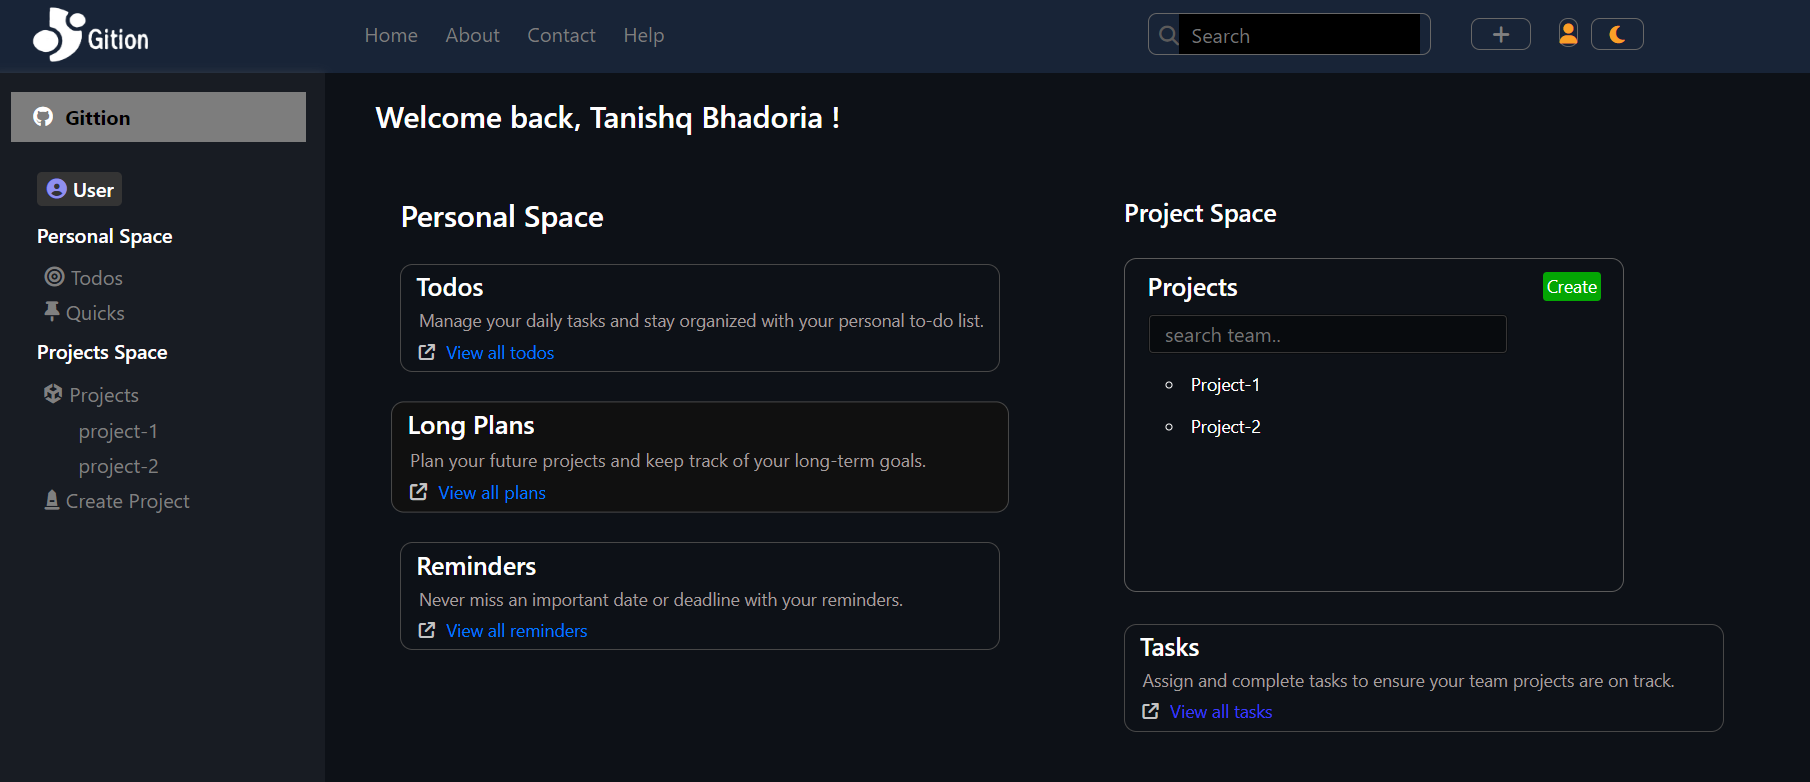 Gition
Home About Contact Help
Search
Gittion
User
Personal Space
Todos
Quicks
Projects Space
Projects
project-1
project-2
Create Project
Welcome back, Tanishq Bhadoria !
Personal Space
Todos
Manage your daily tasks and stay organized with your personal to-do list.
View all todos
Long Plans
Plan your future projects and keep track of your long-term goals.
View all plans
Reminders
Never miss an important date or deadline with your reminders.
View all reminders
Project Space
Projects
Create
search team..
Project-1
Project-2
Tasks
Assign and complete tasks to ensure your team projects are on track.
View all tasks